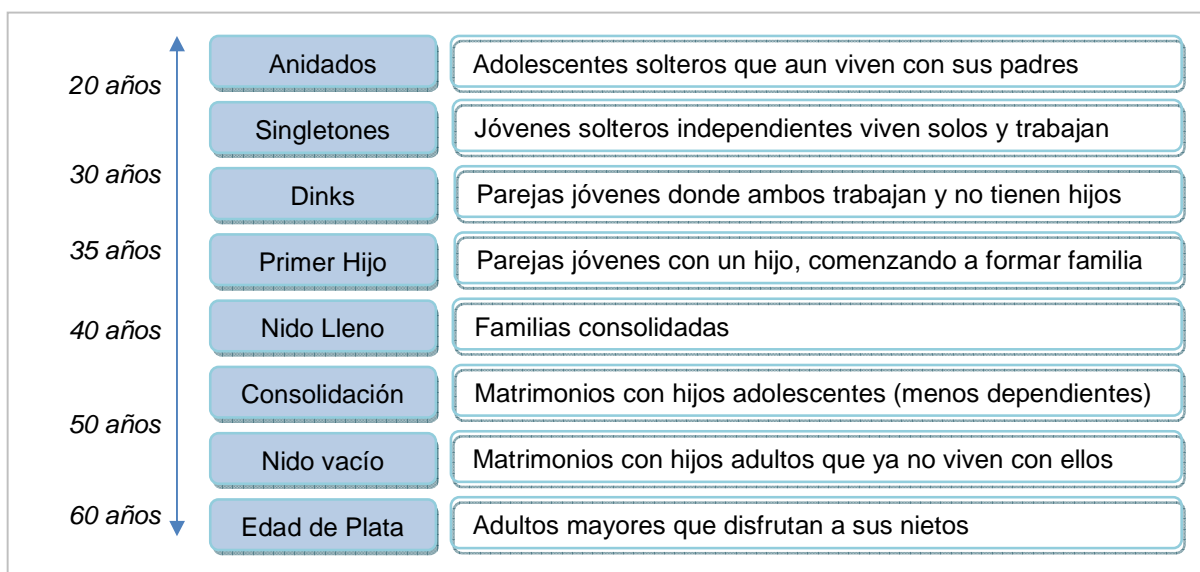 Anidados Adolescentes solteros que aun viven con sus padres
20 años
Singletones Jóvenes solteros independientes viven solos y trabajan
30 años
Dinks Parejas jóvenes donde ambos trabajan y no tienen hijos
35 años
Primer Hijo Parejas jóvenes con un hijo, comenzando a formar familia
40 años
Nido Lleno Familias consolidadas
Consolidación Matrimonios con hijos adolescentes (menos dependientes)
50 años
Nido vacío Matrimonios con hijos adultos que ya no viven con ellos
60 años
Edad de Plata Adultos mayores que disfrutan a sus nietos